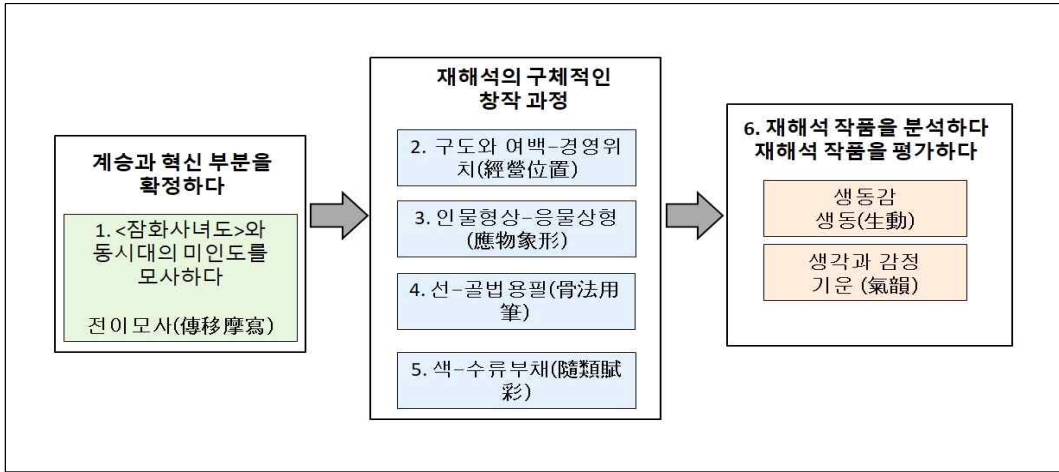 계승과 혁신 부분을
확정하다
1. <잠화사녀도>와
동시대의 미인도를
모사하다
전이모사(傳移摩寫)
재해석의 구체적인
창작 과정
2. 구도와 여백-경영위
치(經營位置)
3. 인물형상-응물상형
(應物象形)
4. 선-골법용필(骨法用
筆)
5. 색-수류부채(隨類賦
彩)
6. 재해석 작품을 분석하다
재해석 작품을 평가하다
생동감
생동(生動)
생각과 감정
기운 (氣韻)